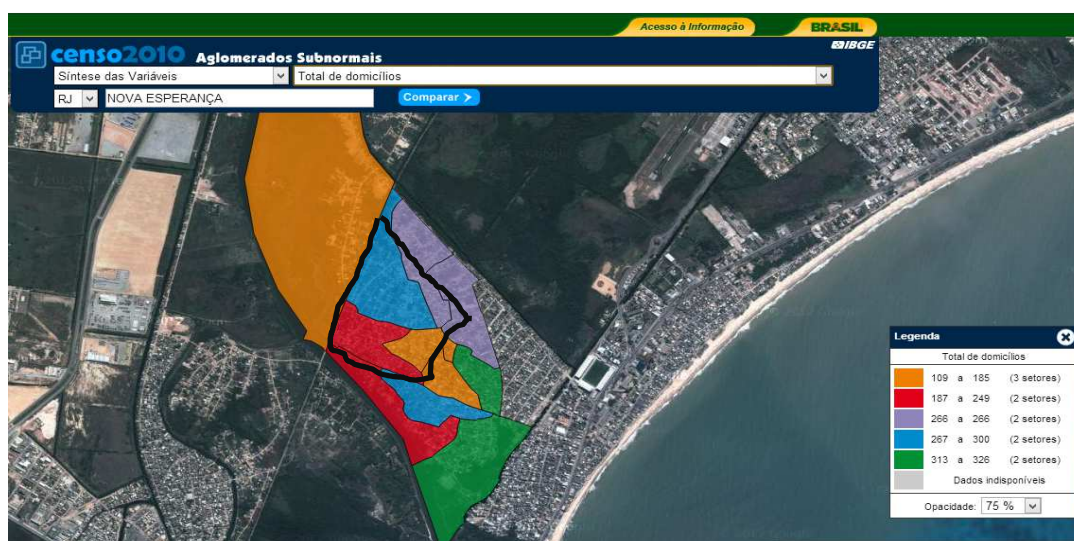 Acesso à Informação
BRASIL
censo2010 Aglomerados Subnormais
IBGE
Síntese das Variáveis
Total de domicílios
RJ
NOVA ESPERANÇA
Comparar
Legenda
Total de domicílios
109 a 185 (3 setores)
187 a 249 (2 setores)
266 a 266 (2 setores)
267 a 300 (2 setores)
313 a 326 (2 setores)
Dados indisponíveis
Opacidade: 75 %